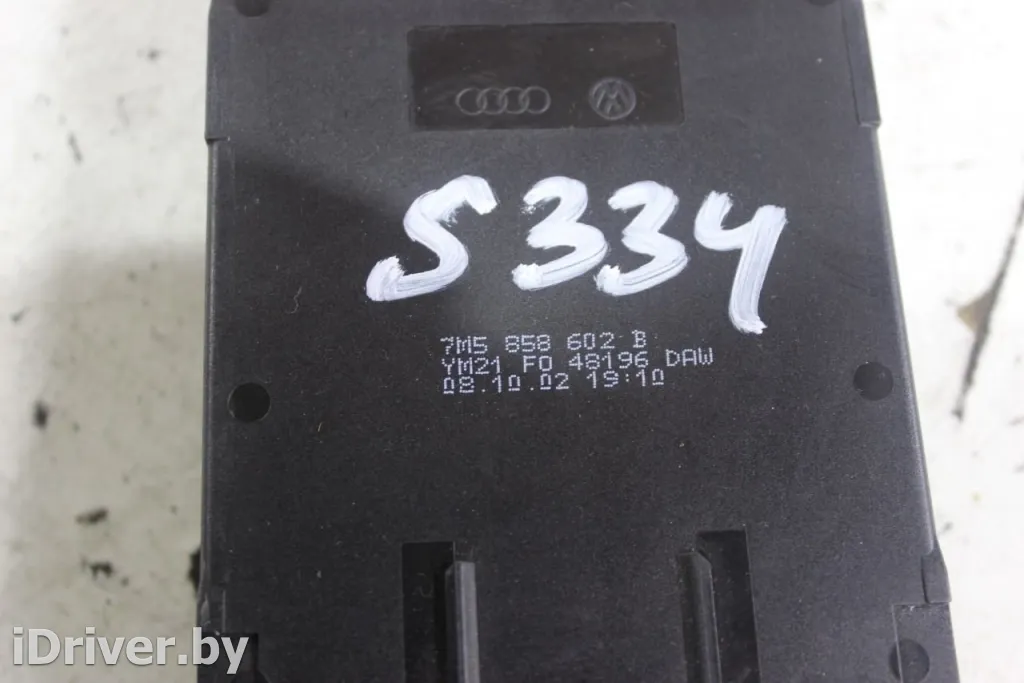 S334
7M5 858 602 B
YM21 F0 48196 DAW
08.10.02 19:10
iDriver.by